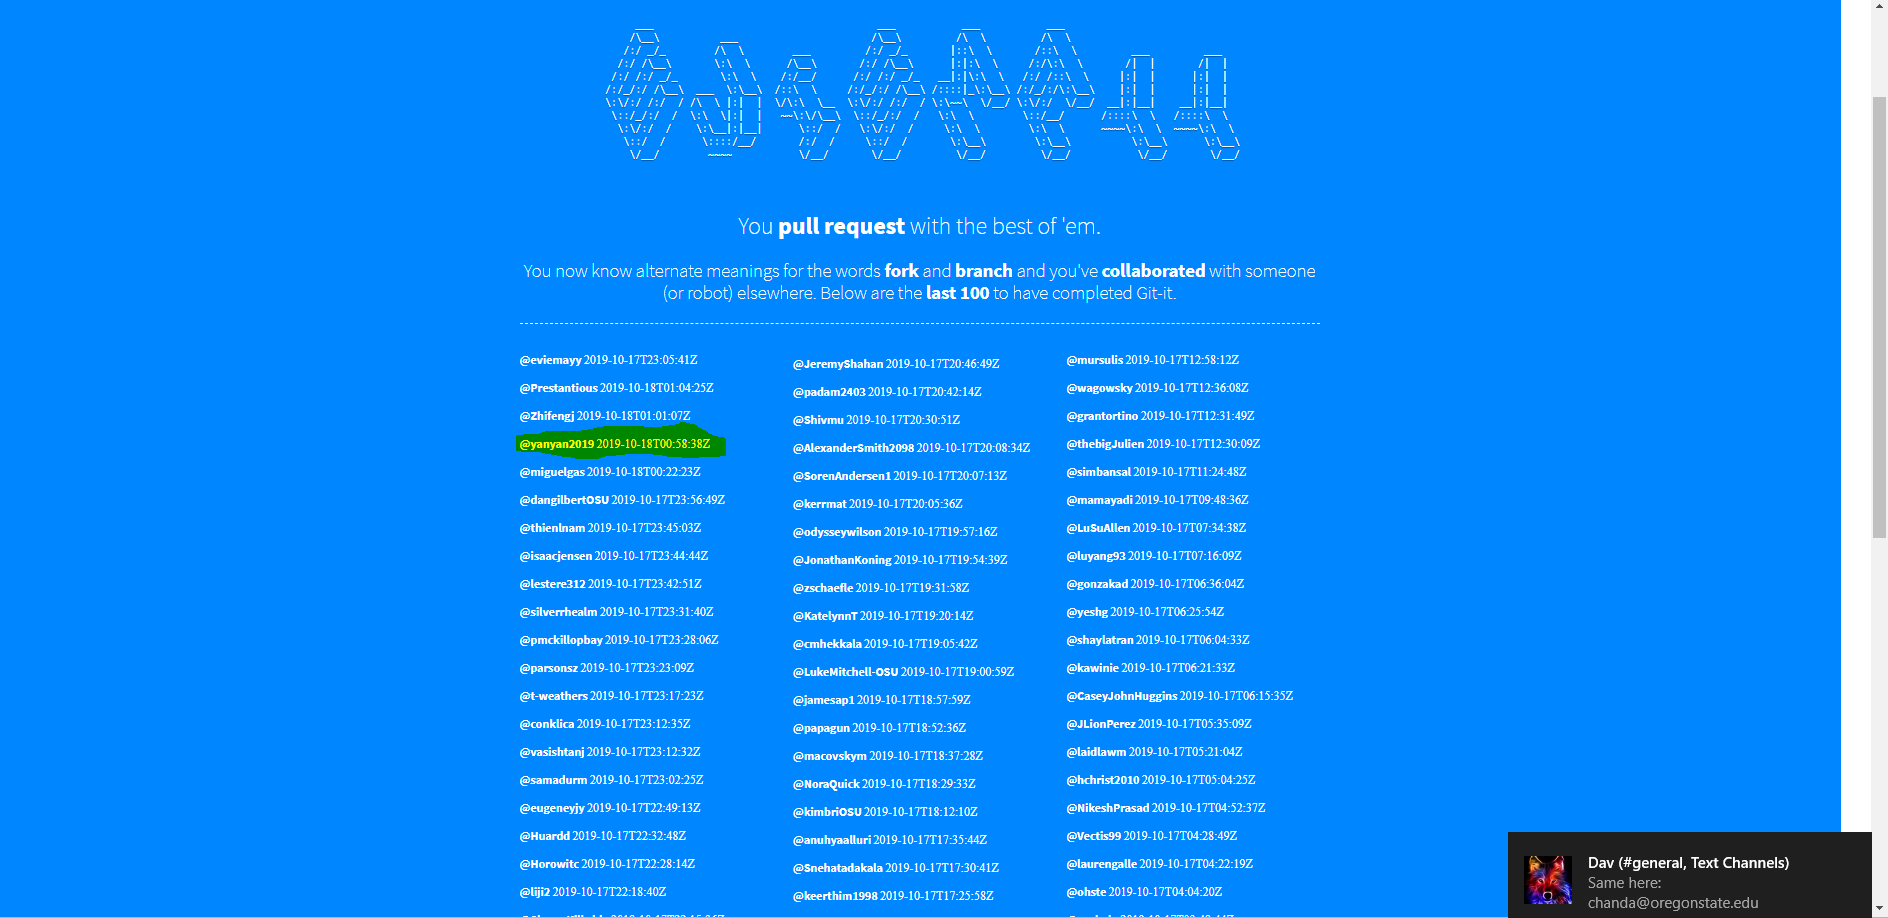 You pull request with the best of 'em.
You now know alternate meanings for the words fork and branch and you've collaborated with someone
(or robot) elsewhere. Below are the last 100 to have completed Git-it.
@eviemayy 2019-10-17T23:05:41Z
@Prestantious 2019-10-18T01:04:25Z
@Zhifengj 2019-10-18T01:01:07Z
@yanyan2019 2019-10-18T00:58:38Z
@miguelgas 2019-10-18T00:22:23Z
@dangilbertOSU 2019-10-17T23:56:49Z
@thienlnam 2019-10-17T23:45:03Z
@isaacjensen 2019-10-17T23:44:44Z
@lestere312 2019-10-17T23:42:51Z
@silverrhealm 2019-10-17T23:31:40Z
@pmckillopbay 2019-10-17T23:28:06Z
@parsonsz 2019-10-17T23:23:09Z
@t-weathers 2019-10-17T23:17:23Z
@conklica 2019-10-17T23:12:35Z
@vasishtanj 2019-10-17T23:12:32Z
@samadurm 2019-10-17T23:02:25Z
@eugeneyjy 2019-10-17T22:49:13Z
@Huardd 2019-10-17T22:32:48Z
@Horowitc 2019-10-17T22:28:14Z
@liji2 2019-10-17T22:18:40Z
@JeremyShahan 2019-10-17T20:46:49Z
@padam2403 2019-10-17T20:42:14Z
@Shivmu 2019-10-17T20:30:51Z
@AlexanderSmith2098 2019-10-17T20:08:34Z
@SorenAndersen1 2019-10-17T20:07:13Z
@kerrmat 2019-10-17T20:05:36Z
@odysseywilson 2019-10-17T19:57:16Z
@JonathanKoning 2019-10-17T19:54:39Z
@zschaefle 2019-10-17T19:31:58Z
@KatelynnT 2019-10-17T19:20:14Z
@cmhekkala 2019-10-17T19:05:42Z
@LukeMitchell-OSU 2019-10-17T19:00:59Z
@jamesap1 2019-10-17T18:57:59Z
@papagun 2019-10-17T18:52:36Z
@macovskym 2019-10-17T18:37:28Z
@NoraQuick 2019-10-17T18:29:33Z
@kimbriOSU 2019-10-17T18:12:10Z
@anuhyaalluri 2019-10-17T17:35:44Z
@Snehatadakala 2019-10-17T17:30:41Z
@keerthim1998 2019-10-17T17:25:58Z
@mursulis 2019-10-17T12:58:12Z
@wagowsky 2019-10-17T12:36:08Z
@grantortino 2019-10-17T12:31:49Z
@thebigJulien 2019-10-17T12:30:09Z
@simbansal 2019-10-17T11:24:48Z
@mamayadi 2019-10-17T09:48:36Z
@LuSuAllen 2019-10-17T07:34:38Z
@luyang93 2019-10-17T07:16:09Z
@gonzakad 2019-10-17T06:36:04Z
@yeshg 2019-10-17T06:25:54Z
@shaylatran 2019-10-17T06:04:33Z
@kawinie 2019-10-17T06:21:33Z
@CaseyJohnHuggins 2019-10-17T06:15:35Z
@JLionPerez 2019-10-17T05:35:09Z
@laidlawm 2019-10-17T05:21:04Z
@hchrist2010 2019-10-17T05:04:25Z
@NikeshPrasad 2019-10-17T04:52:37Z
@Vectis99 2019-10-17T04:28:49Z
@laurengalle 2019-10-17T04:22:19Z
@ohste 2019-10-17T04:04:20Z
Dav (#general, Text Channels)
Same here:
chanda@oregonstate.edu